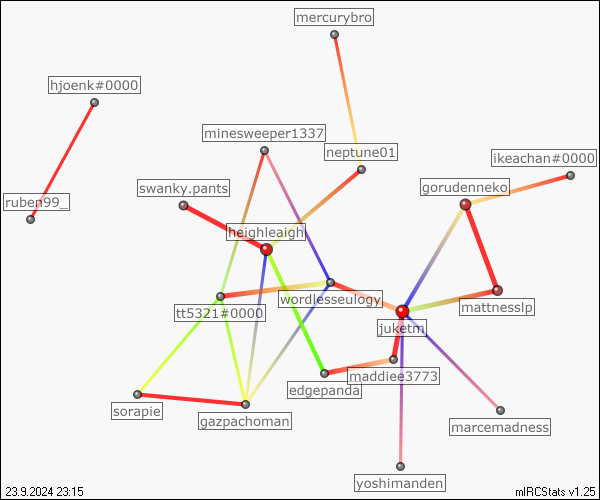 mercurybro
hjoenk#0000
minesweeper1337
neptune01
ikeachan#0000
swanky.pants
gorudenneko
ruben99_
heighleaigh
wordlesseulogy
mattnesslp
tt5321#0000
juketm
maddiee3773
edgepanda
sorapie
gazpachoman
marcemadness
yoshimanden
23.9.2024 23:15
mIRCStats v1.25